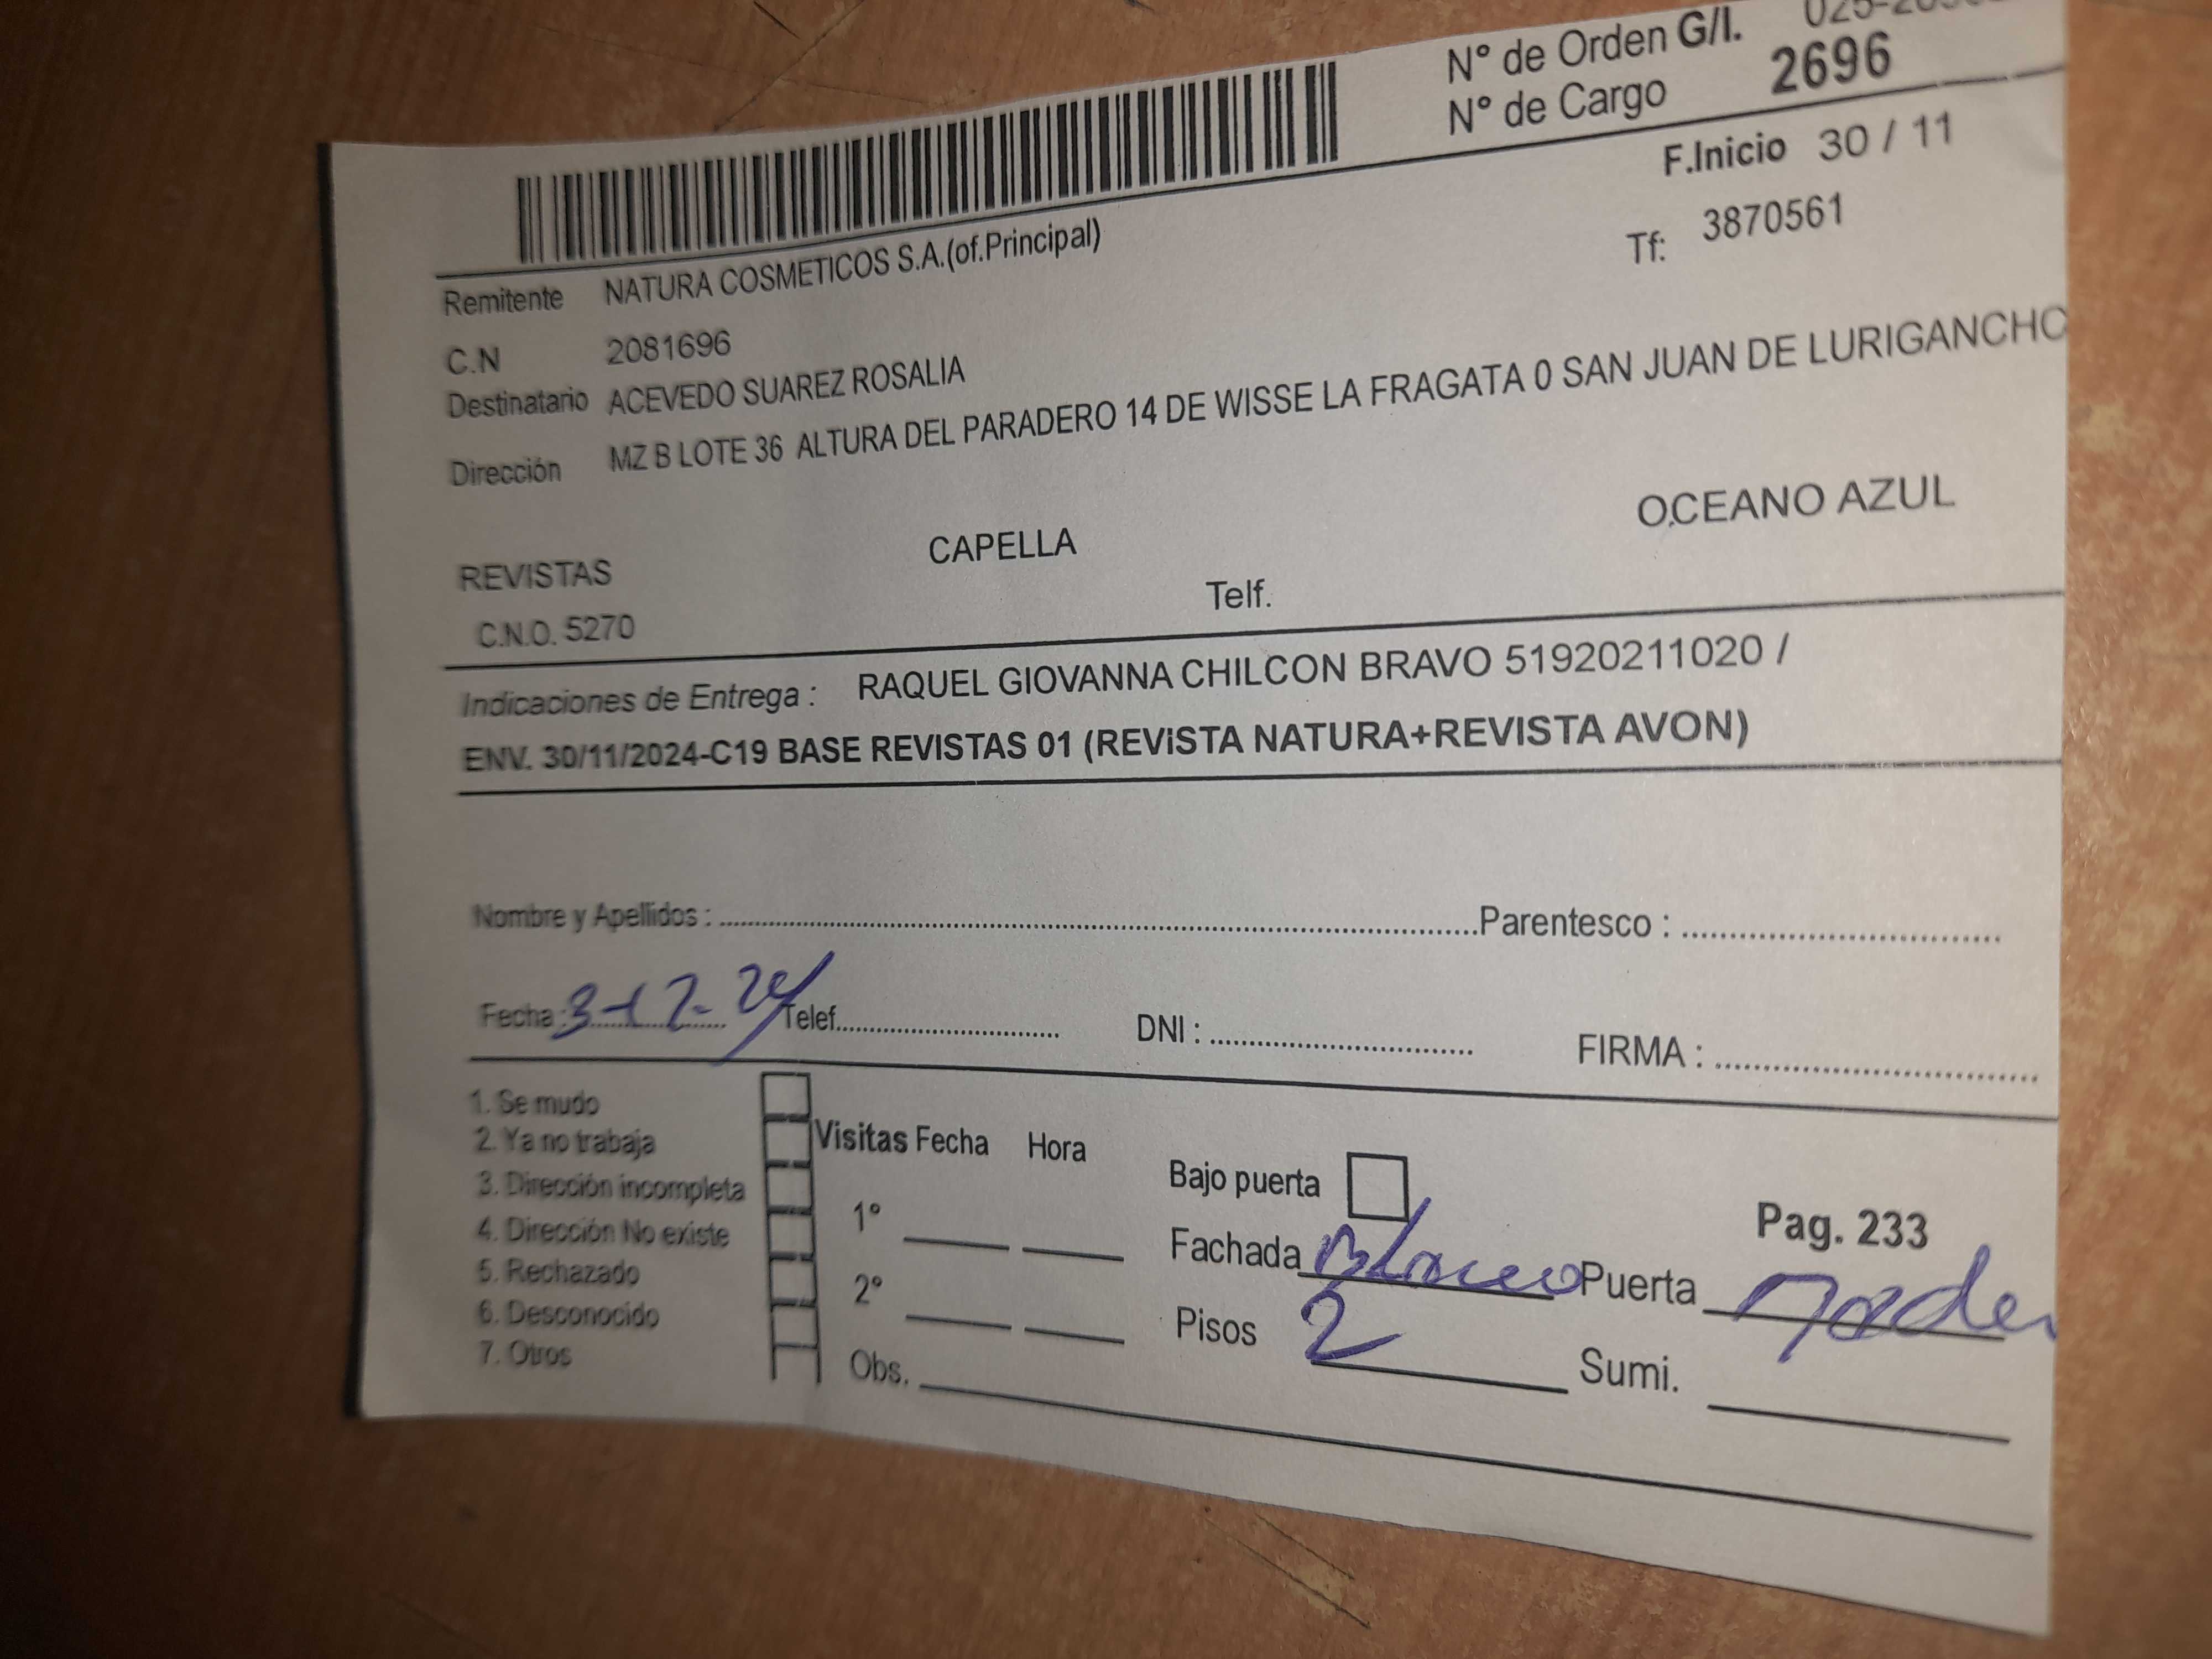 N° de Orden G/I.
N° de Cargo 2696
F.Inicio 30 / 11
Tf: 3870561
Remitente NATURA COSMETICOS S.A.(of.Principal)
C.N 2081696
Destinatario ACEVEDO SUAREZ ROSALIA
Dirección MZ B LOTE 36 ALTURA DEL PARADERO 14 DE WISSE LA FRAGATA 0 SAN JUAN DE LURIGANCHO
REVISTAS CAPELLA OCEANO AZUL
C.N.O. 5270 Telf.
Indicaciones de Entrega : RAQUEL GIOVANNA CHILCON BRAVO 51920211020 /
ENV. 30/11/2024-C19 BASE REVISTAS 01 (REVISTA NATURA+REVISTA AVON)
Nombre y Apellidos : Parentesco :
Fecha : 3-12-24 Telef. DNI : FIRMA :
1. Se mudo
2. Ya no trabaja Visitas Fecha Hora
3. Dirección incompleta Bajo puerta
4. Dirección No existe 1° Fachada Blanco Puerta Pag. 233
5. Rechazado
6. Desconocido 2° Pisos 2 Sumi.
7. Otros Obs.